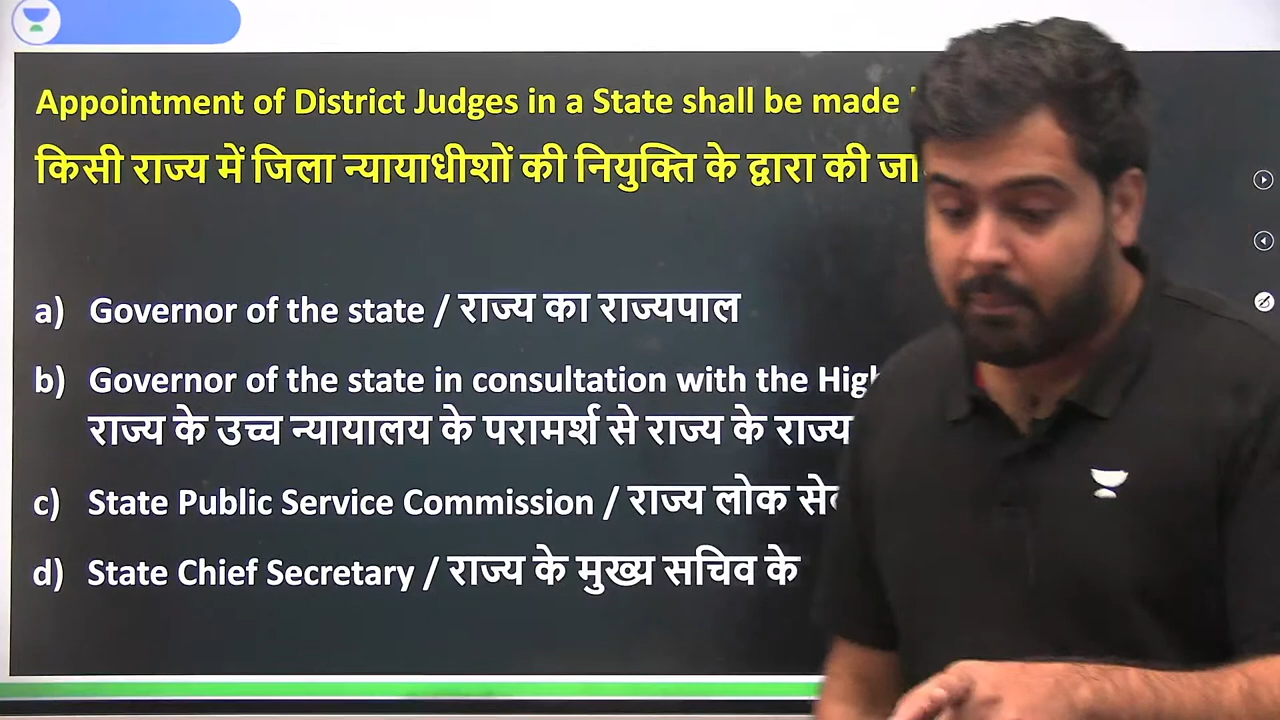 Appointment of District Judges in a State shall be made
किसी राज्य में जिला न्यायाधीशों की नियुक्ति के द्वारा की
a) Governor of the state / राज्य का राज्यपाल
b) Governor of the state in consultation with the
राज्य के उच्च न्यायालय के परामर्श से राज्य के
c) State Public Service Commission / राज्य लोक
d) State Chief Secretary / राज्य के मुख्य सचिव के